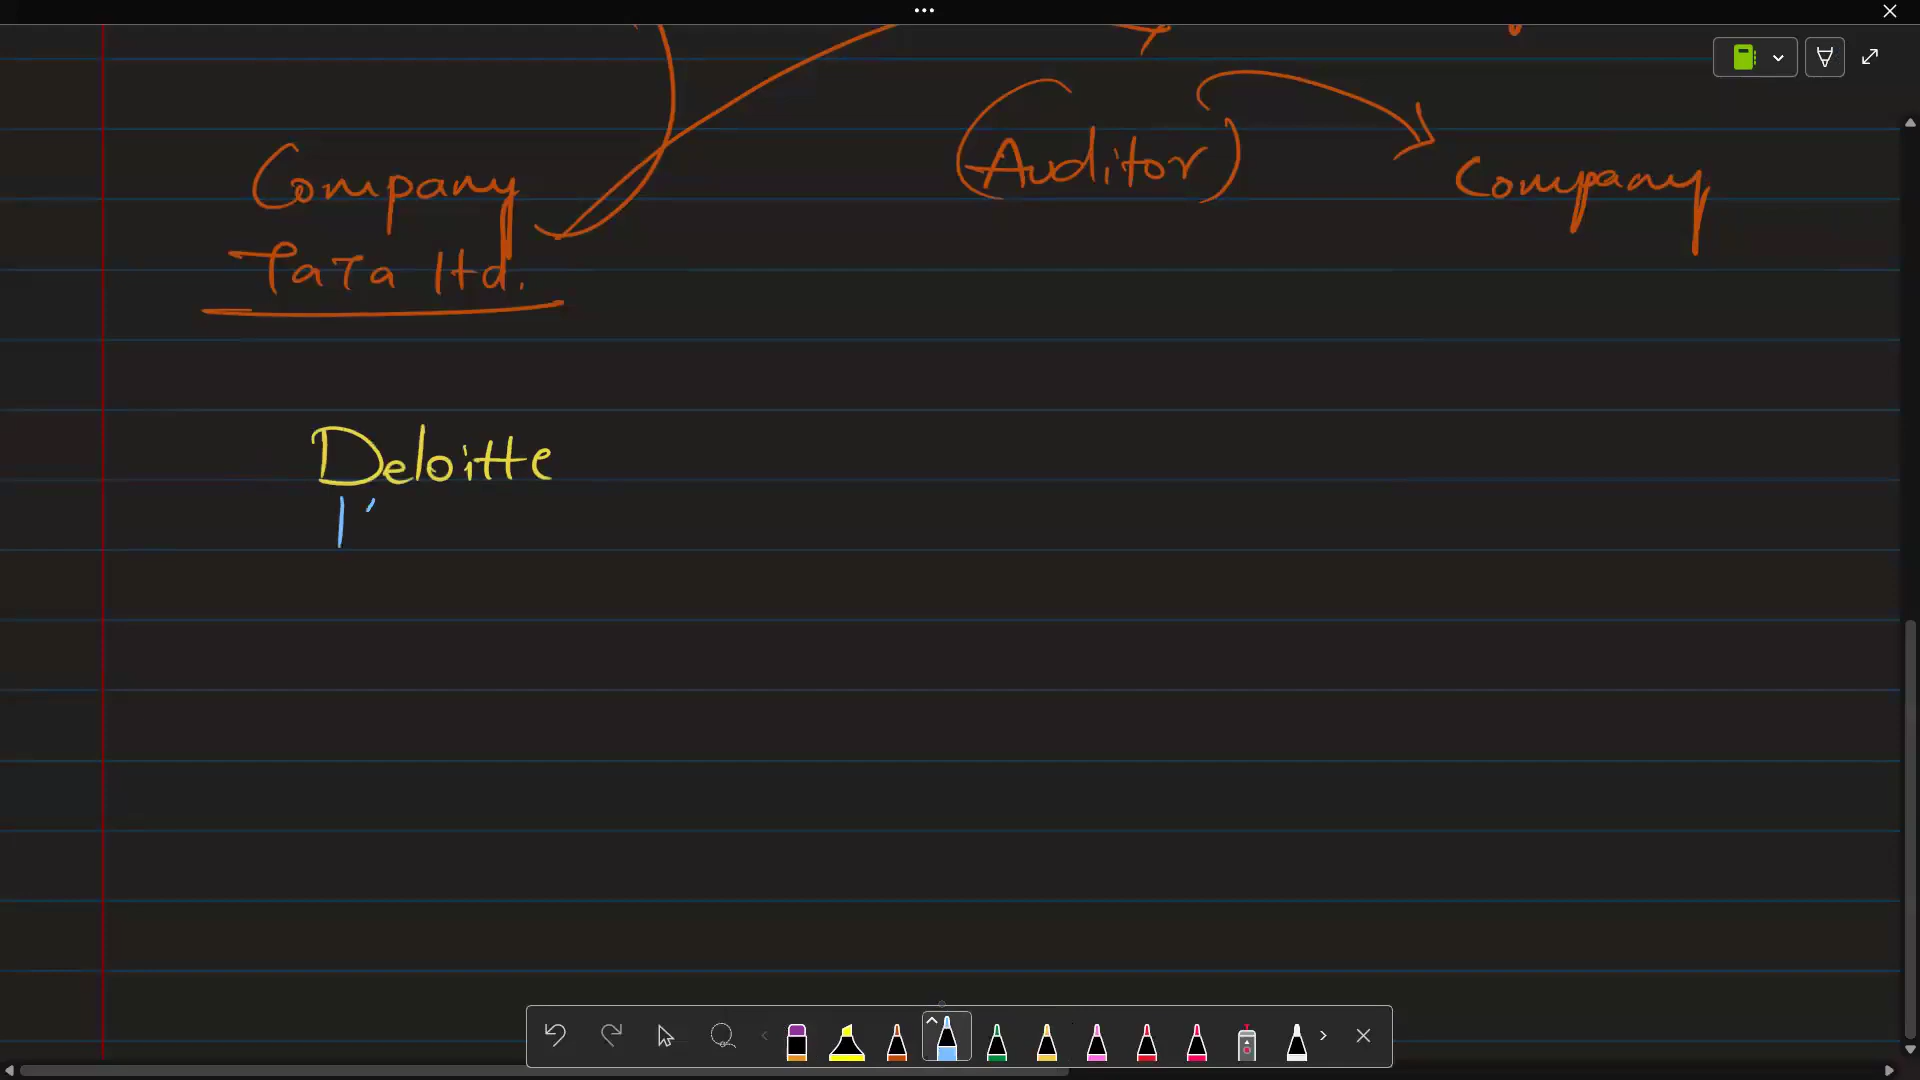 (Auditor)
Company
Company
TaTa ltd.
Deloitte